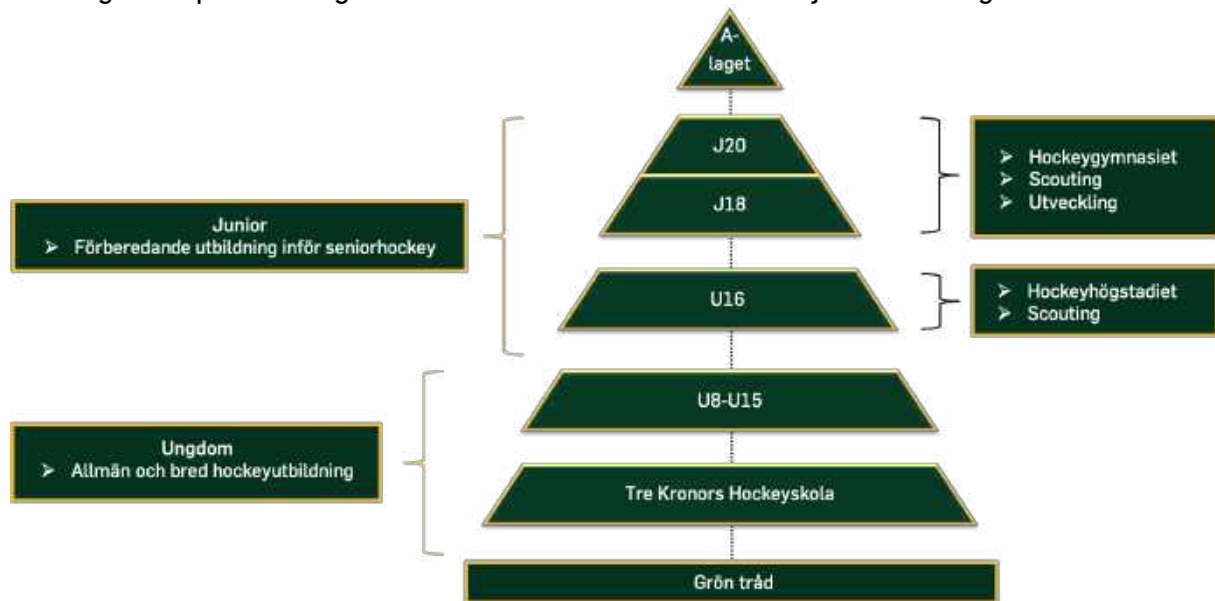 A-
laget
J20
J18
Junior
➤ Förberedande utbildning inför seniorhockey
➤ Hockeygymnasiet
➤ Scouting
➤ Utveckling
U16
➤ Hockeyhögstadiet
➤ Scouting
U8-U15
Ungdom
➤ Allmän och bred hockeyutbildning
Tre Kronors Hockeyskola
Grön tråd